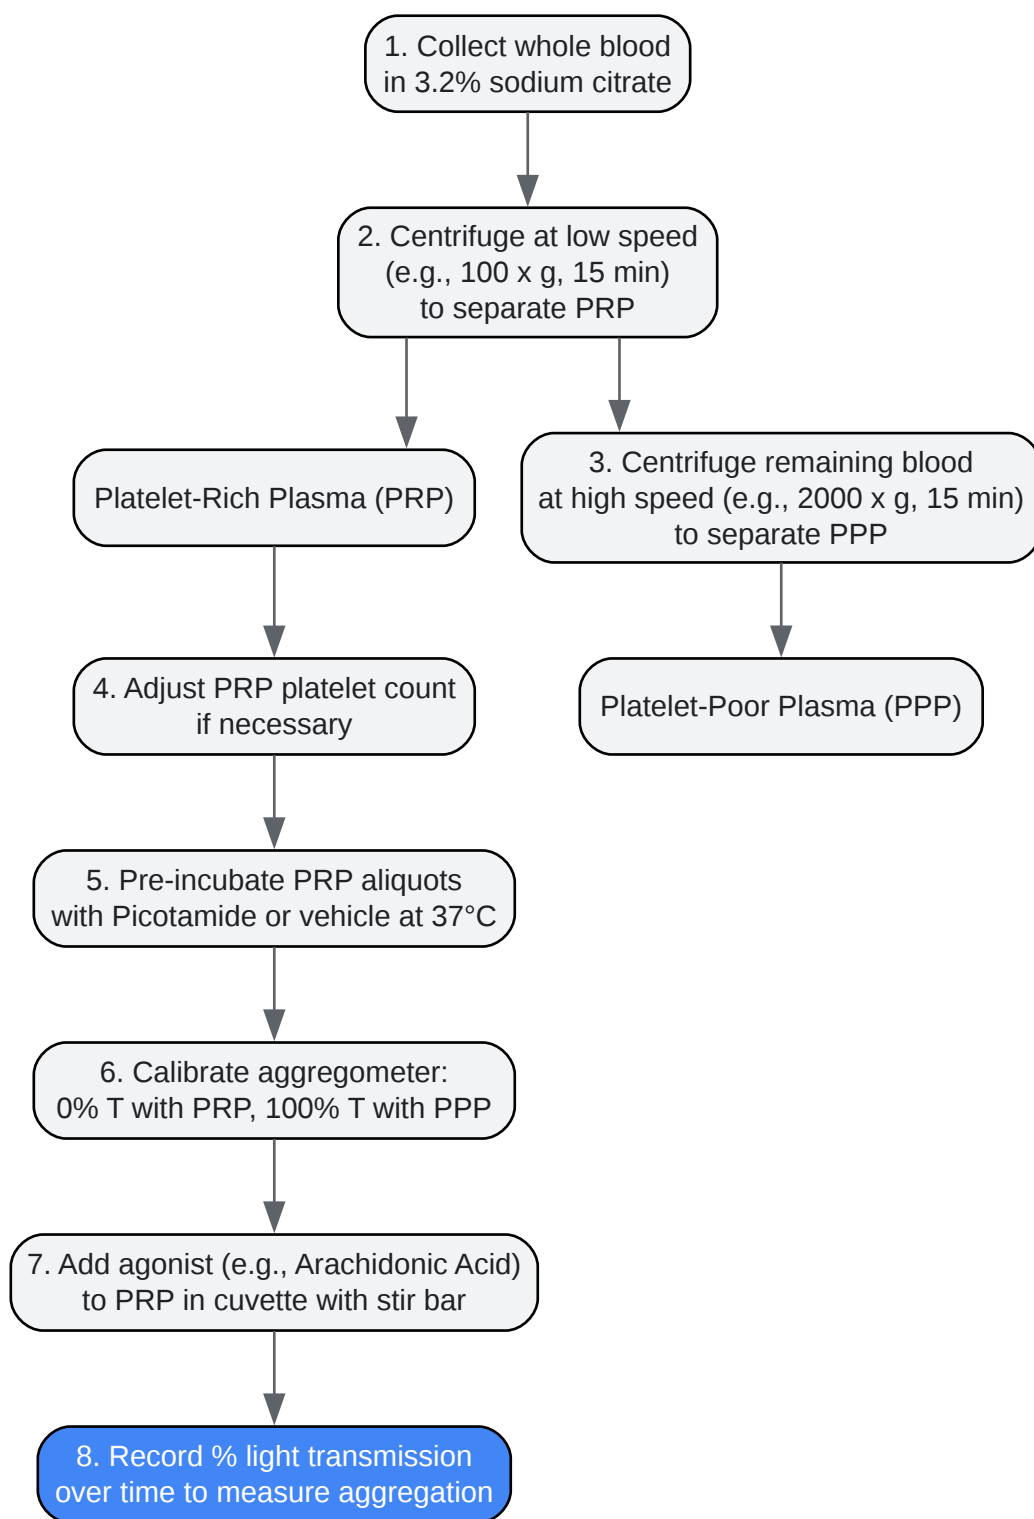 1. Collect whole blood
in 3.2% sodium citrate
2. Centrifuge at low speed
(e.g., 100 x g, 15 min)
to separate PRP
Platelet-Rich Plasma (PRP)
3. Centrifuge remaining blood
at high speed (e.g., 2000 x g, 15 min)
to separate PPP
4. Adjust PRP platelet count
if necessary
Platelet-Poor Plasma (PPP)
5. Pre-incubate PRP aliquots
with Picotamide or vehicle at 37°C
6. Calibrate aggregometer:
0% T with PRP, 100% T with PPP
7. Add agonist (e.g., Arachidonic Acid)
to PRP in cuvette with stir bar
8. Record % light transmission
over time to measure aggregation